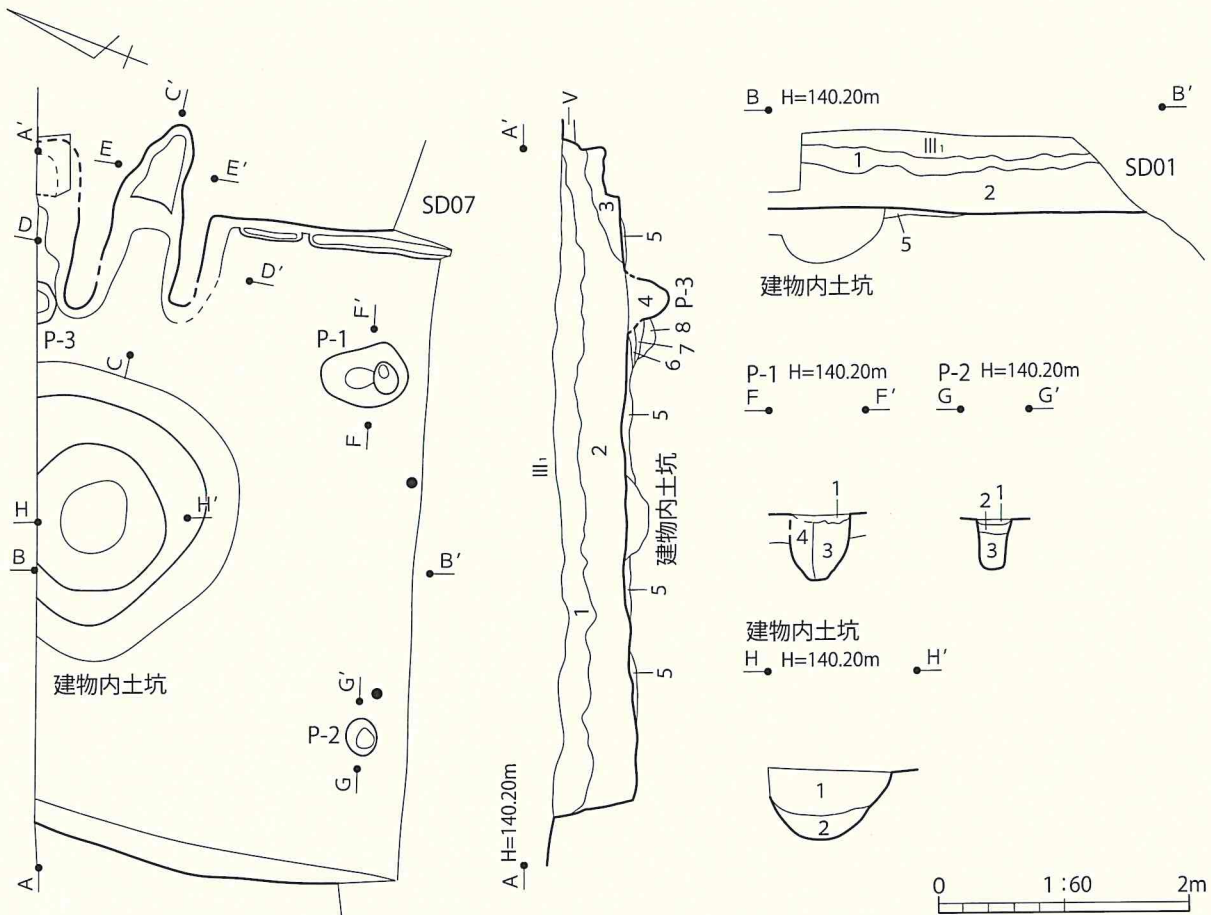 C'
A'
E
E'
SD07
D
D'
P-3
F'
P-1
C
F
H
H'
B
B'
建物内土坑
G'
P-2
G
A
V
A'
3
5
4
P-3
8
7
6
5
2
III₁
建物内土坑
1
5
5
A H=140.20m
B H=140.20m B'
III₁
1
SD01
2
5
建物内土坑
P-1 H=140.20m
F F'
1
4 3
P-2 H=140.20m
G G'
2 1
3
建物内土坑
H H=140.20m H'
1
2
0 1:60 2m